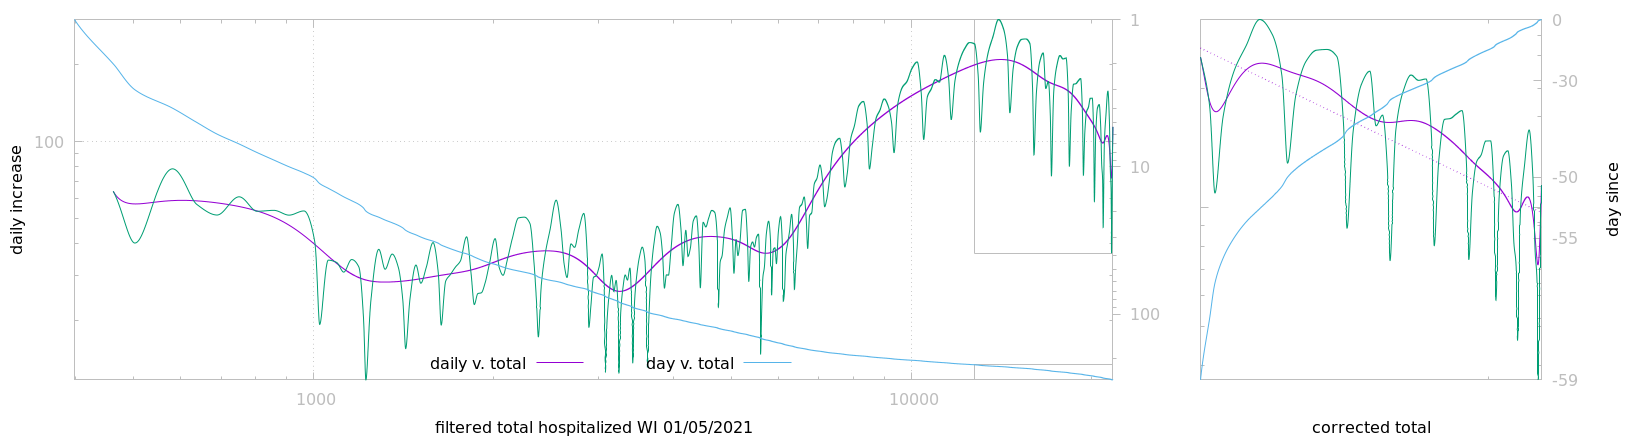 1
0
-30
100
10
-50
daily increase
day since
-55
100
daily v. total
day v. total
-59
1000
10000
filtered total hospitalized WI 01/05/2021
corrected total